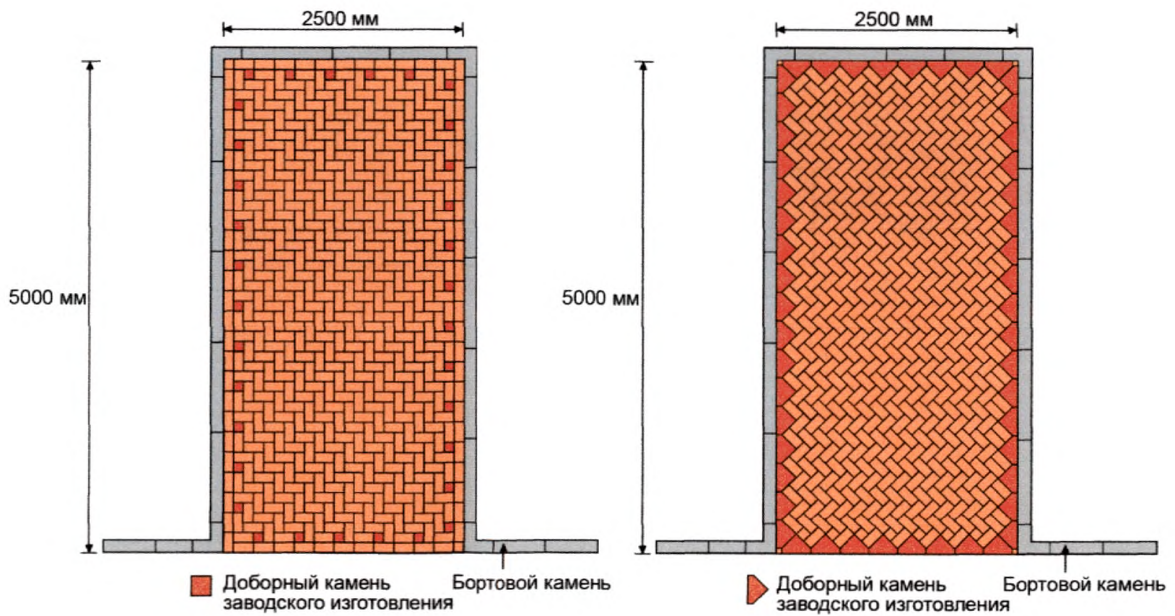 2500 мм
5000 мм
Доборный камень
заводского изготовления
Бортовой камень
2500 мм
5000 мм
Доборный камень
заводского изготовления
Бортовой камень